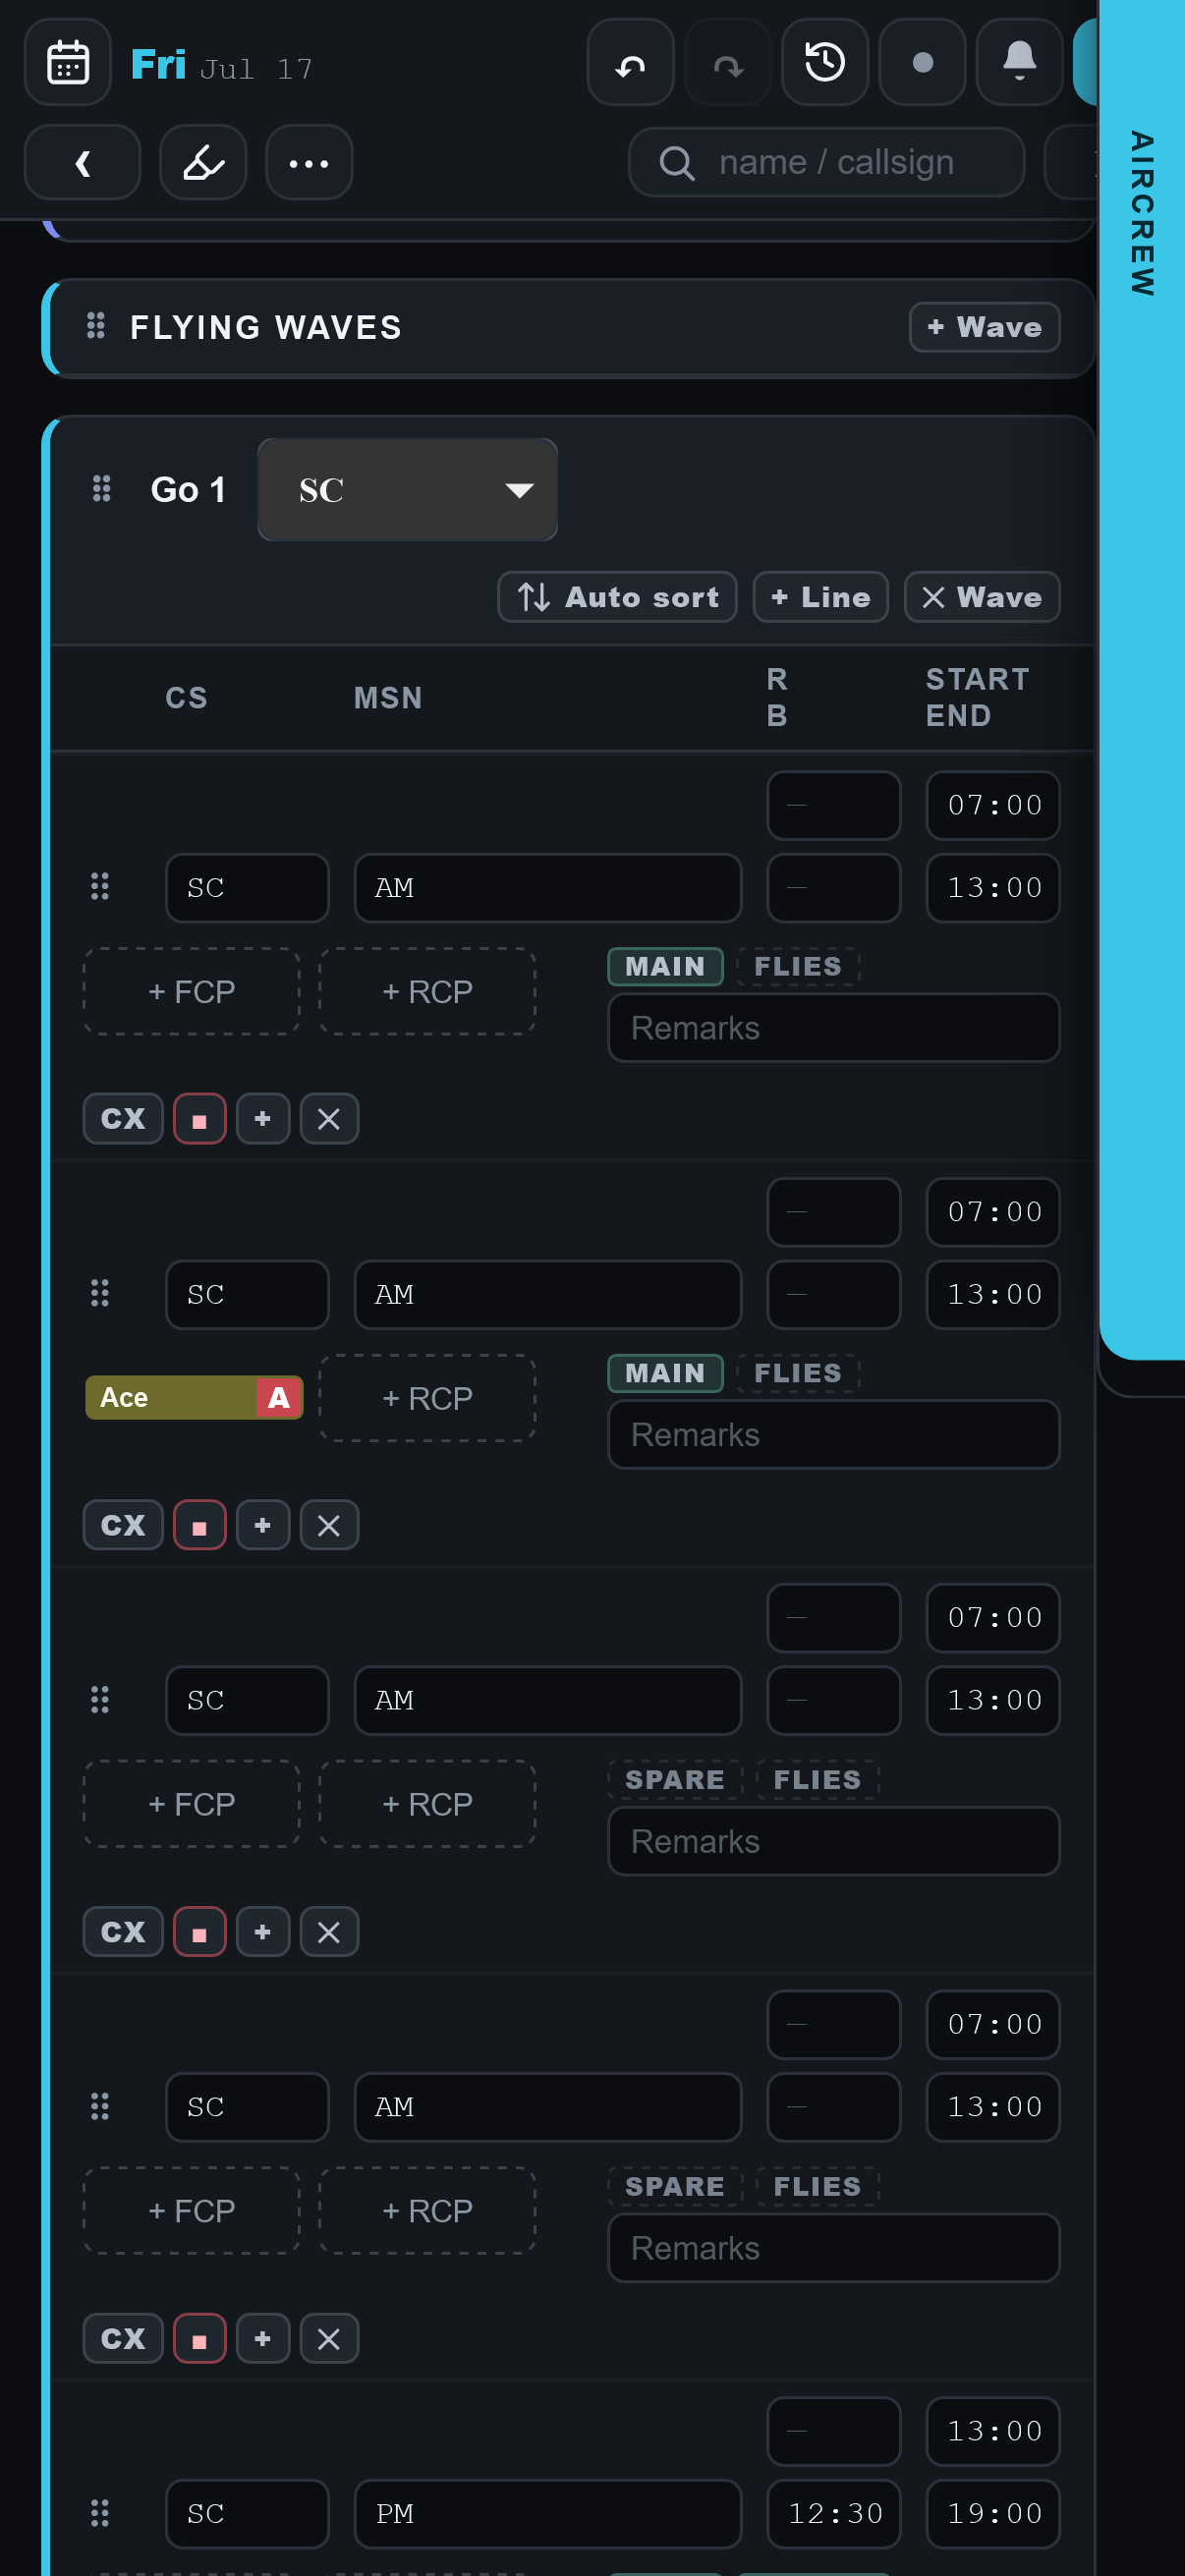 Fri Jul 17
name / callsign
AIRCREW
FLYING WAVES
+ Wave
Go 1 SC
Auto sort + Line × Wave
CS MSN R START
B END
— 07:00
SC AM — 13:00
+ FCP + RCP MAIN FLIES
Remarks
CX + ×
— 07:00
SC AM — 13:00
Ace A + RCP MAIN FLIES
Remarks
CX + ×
— 07:00
SC AM — 13:00
+ FCP + RCP SPARE FLIES
Remarks
CX + ×
— 07:00
SC AM — 13:00
+ FCP + RCP SPARE FLIES
Remarks
CX + ×
— 13:00
SC PM 12:30 19:00